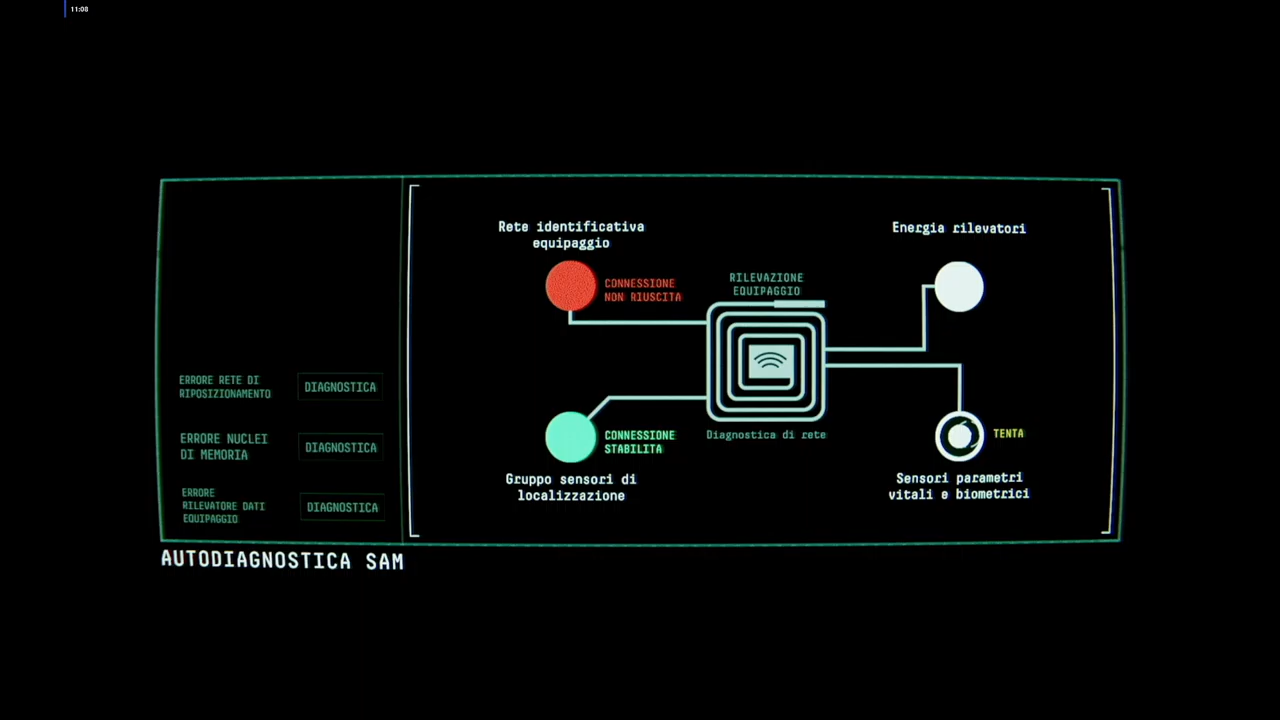 11:08
Rete identificativa
equipaggio
Energia rilevatori
CONNESSIONE
NON RIUSCITA
RILEVAZIONE
EQUIPAGGIO
ERRORE RETE DI
RIPOSIZIONAMENTO
DIAGNOSTICA
ERRORE NUCLEI
DI MEMORIA
DIAGNOSTICA
ERRORE
RILEVATORE DATI
EQUIPAGGIO
DIAGNOSTICA
CONNESSIONE
STABILITA
Diagnostica di rete
TENTA
Gruppo sensori di
localizzazione
Sensori parametri
vitali e biometrici
AUTODIAGNOSTICA SAM